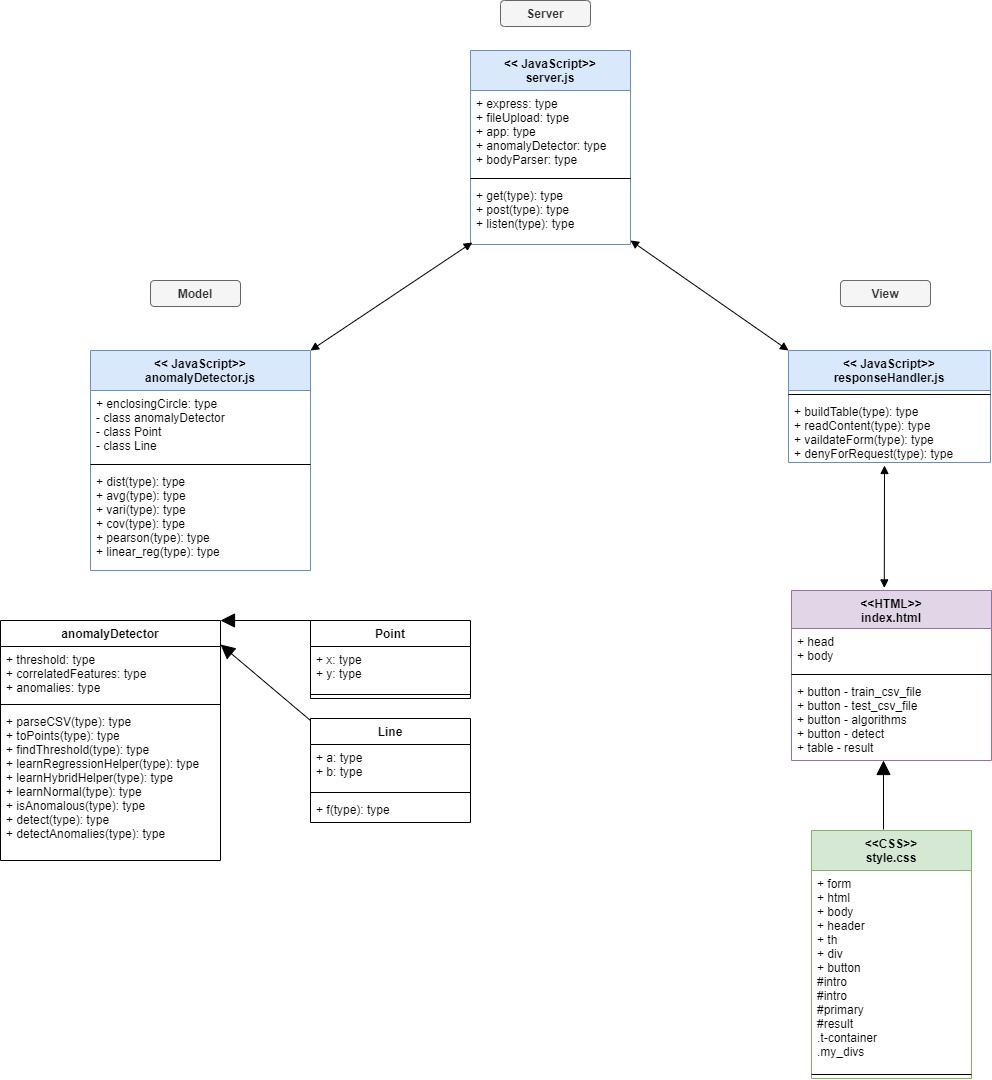 Server
<< JavaScript>>
server.js
+ express: type
+ fileUpload: type
+ app: type
+ anomalyDetector: type
+ bodyParser: type
+ get(type): type
+ post(type): type
+ listen(type): type
Model
View
<< JavaScript>>
anomalyDetector.js
+ enclosingCircle: type
- class anomalyDetector
- class Point
- class Line
+ dist(type): type
+ avg(type): type
+ vari(type): type
+ cov(type): type
+ pearson(type): type
+ linear_reg(type): type
<< JavaScript>>
responseHandler.js
+ buildTable(type): type
+ readContent(type): type
+ vaildateForm(type): type
+ denyForRequest(type): type
anomalyDetector
+ threshold: type
+ correlatedFeatures: type
+ anomalies: type
+ parseCSV(type): type
+ toPoints(type): type
+ findThreshold(type): type
+ learnRegressionHelper(type): type
+ learnHybridHelper(type): type
+ learnNormal(type): type
+ isAnomalous(type): type
+ detect(type): type
+ detectAnomalies(type): type
Point
+ x: type
+ y: type
Line
+ a: type
+ b: type
+ f(type): type
<<HTML>>
index.html
+ head
+ body
+ button - train_csv_file
+ button - test_csv_file
+ button - algorithms
+ button - detect
+ table - result
<<CSS>>
style.css
+ form
+ html
+ body
+ header
+ th
+ div
+ button
#intro
#intro
#primary
#result
.t-container
.my_divs